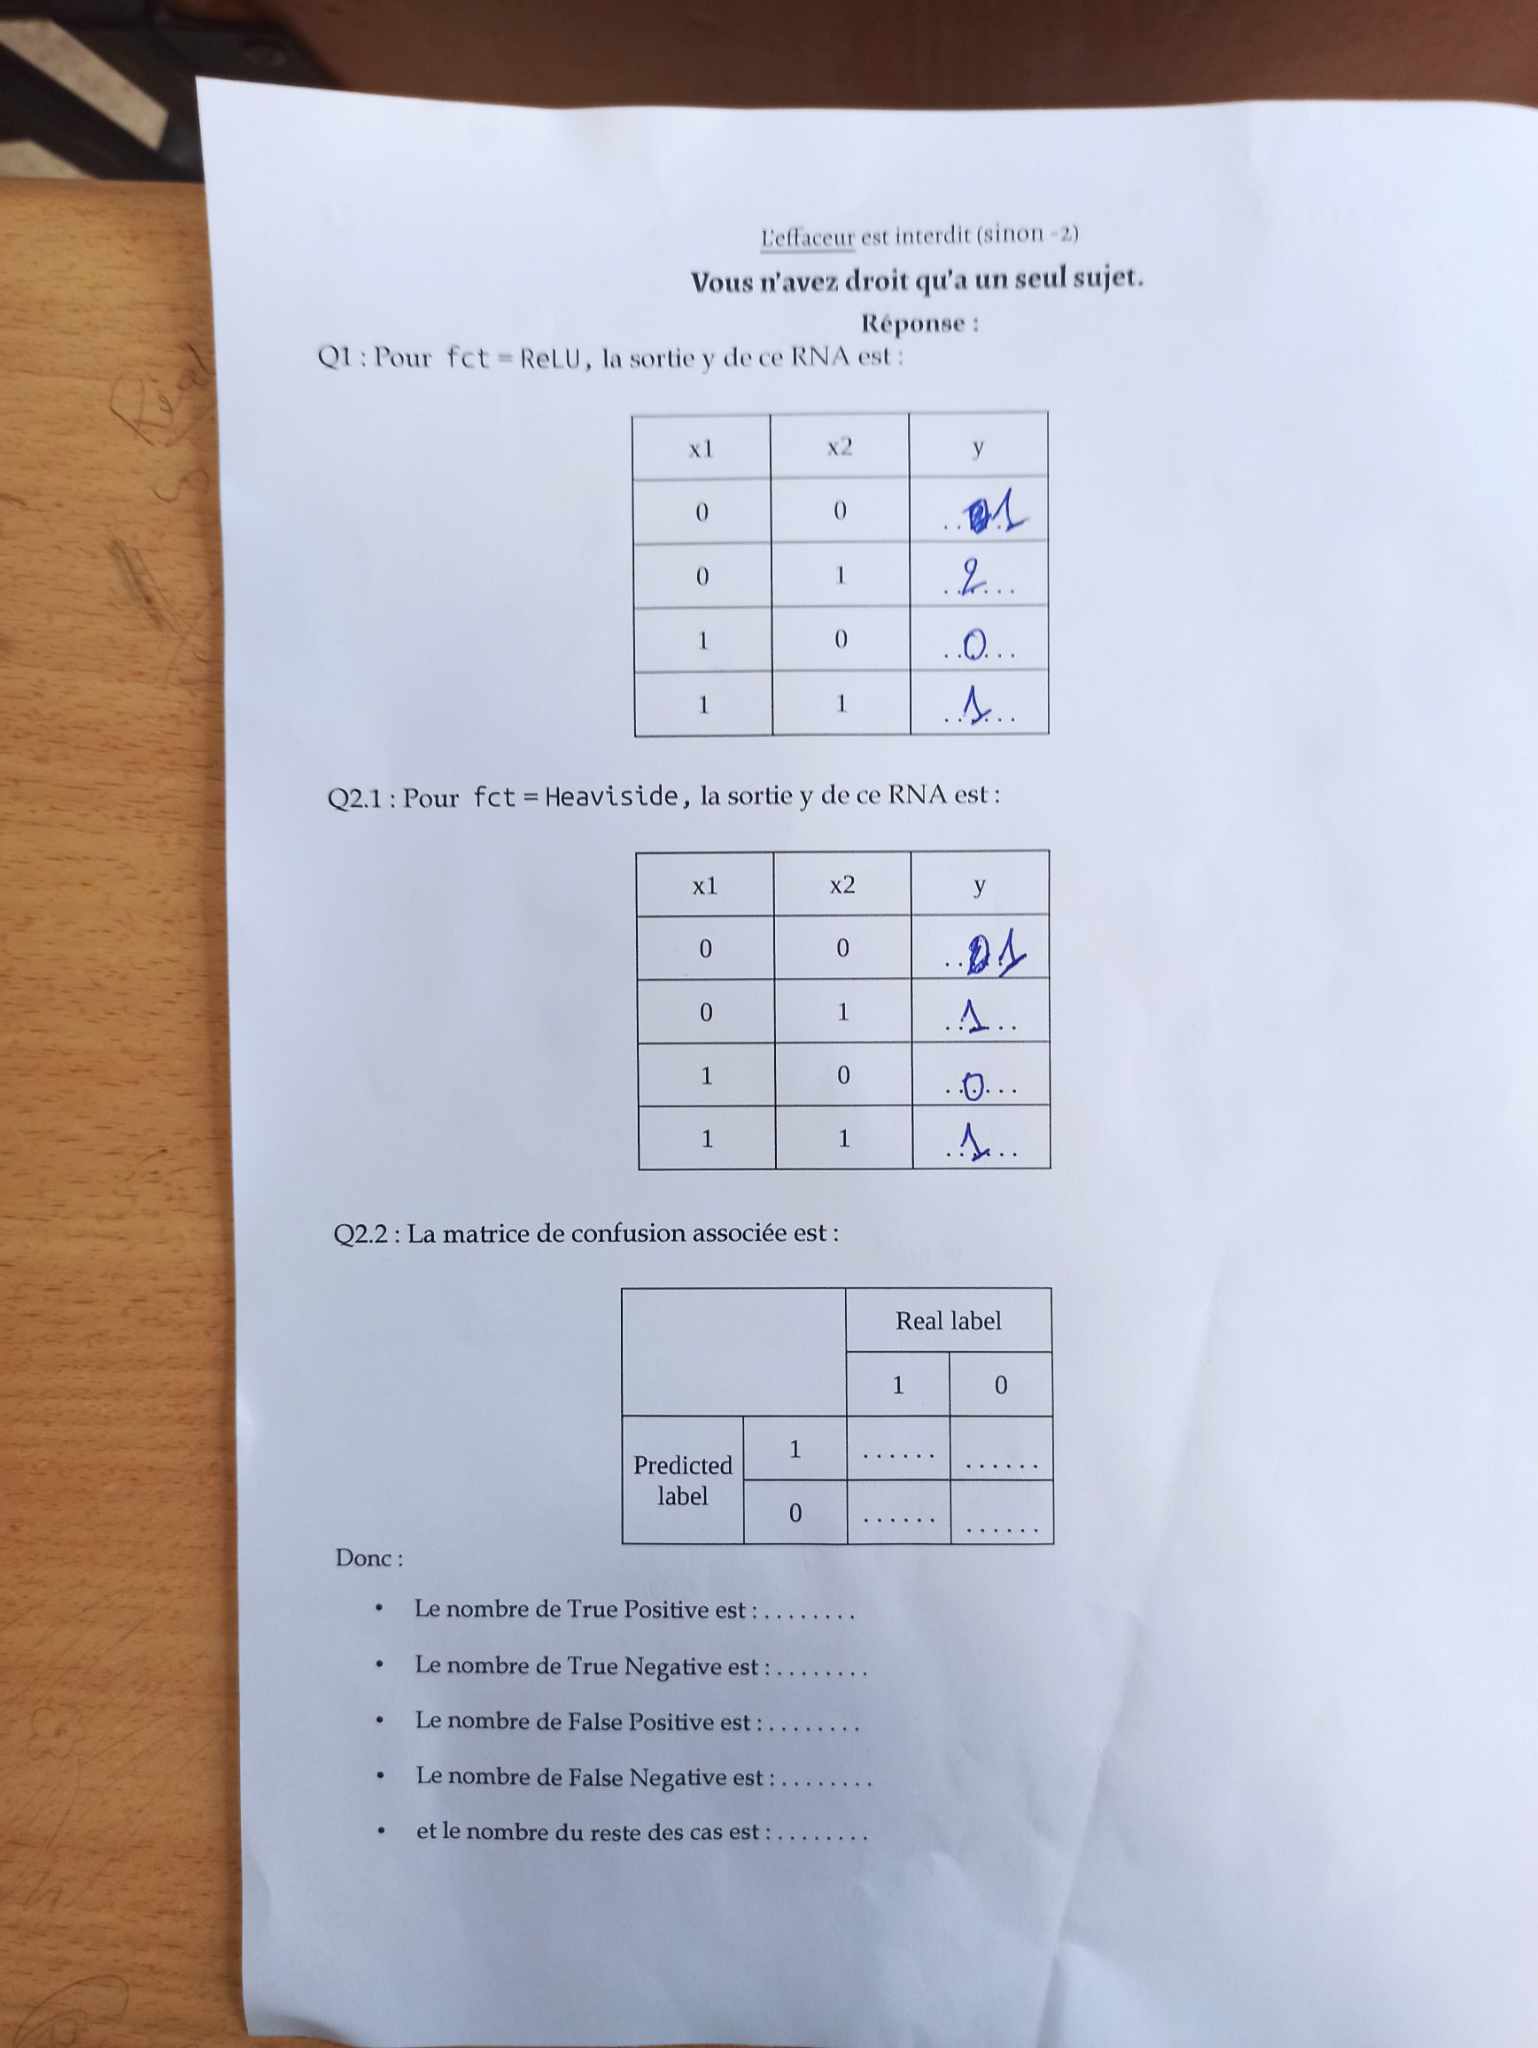 L'effaceur est interdit (sinon -2)
Vous n'avez droit qu'a un seul sujet.
Réponse :
Q1 : Pour fct = ReLU, la sortie y de ce RNA est :
x1 x2 y
0 0 1
0 1 2
1 0 0
1 1 1
Q2.1 : Pour fct = Heaviside, la sortie y de ce RNA est :
x1 x2 y
0 0 1
0 1 1
1 0 0
1 1 1
Q2.2 : La matrice de confusion associée est :
Real label
1 0
Predicted label
1 ...... ......
0 ...... ......
Donc :
• Le nombre de True Positive est : ........
• Le nombre de True Negative est : ........
• Le nombre de False Positive est : ........
• Le nombre de False Negative est : ........
• et le nombre du reste des cas est : ........